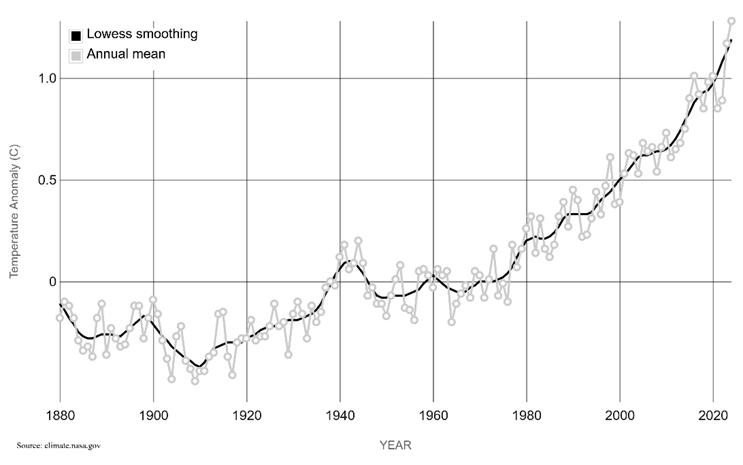 Lowess smoothing
Annual mean
1.0
0.5
0
Temperature Anomaly (C)
1880 1900 1920 1940 1960 1980 2000 2020
YEAR
Source: climate.nasa.gov